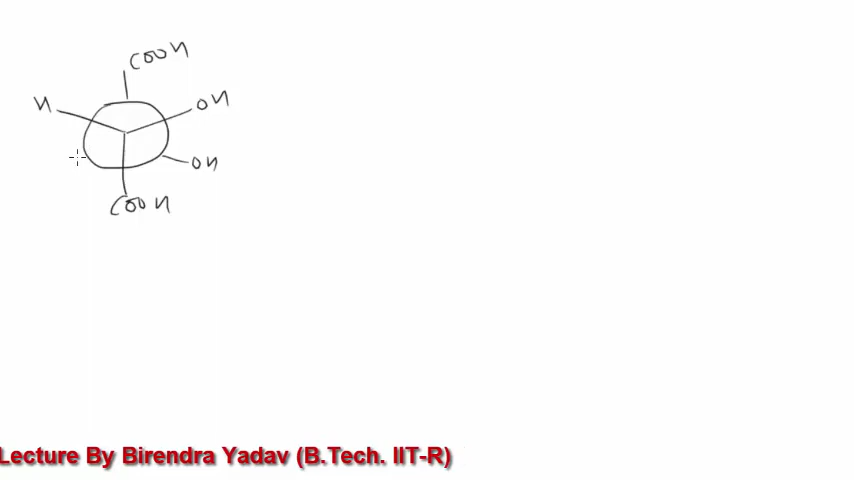 COOH
H
OH
OH
COOH
Lecture By Birendra Yadav (B.Tech. IIT-R)